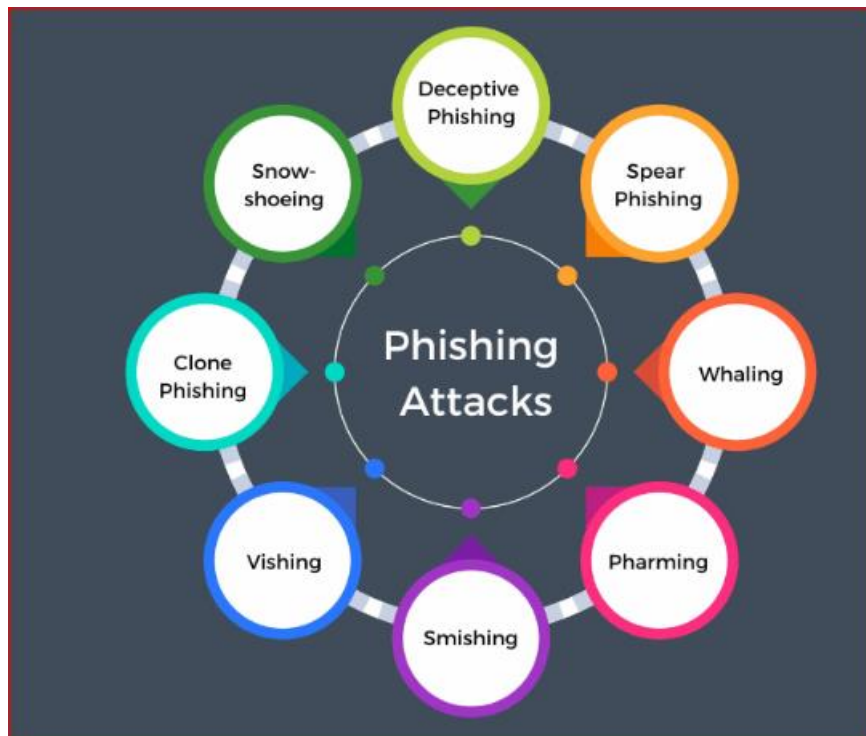 Deceptive
Phishing
Snow-
shoeing
Spear
Phishing
Phishing
Attacks
Clone
Phishing
Whaling
Vishing
Pharming
Smishing